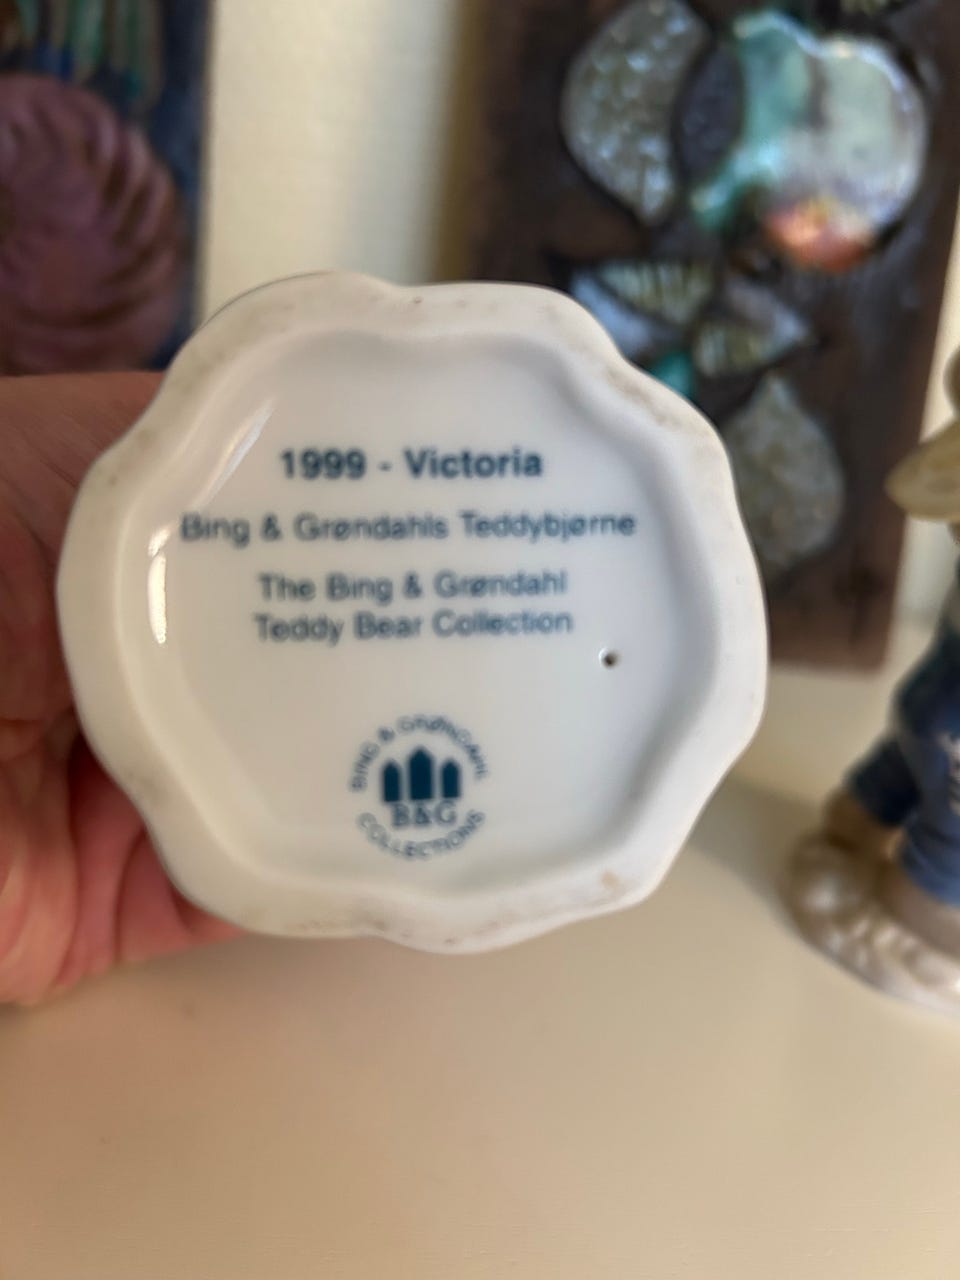 1999 - Victoria
Bing & Grøndahls Teddybjørne
The Bing & Grøndahl
Teddy Bear Collection
BING & GRØNDAHL
B&G
COLLECTIONS